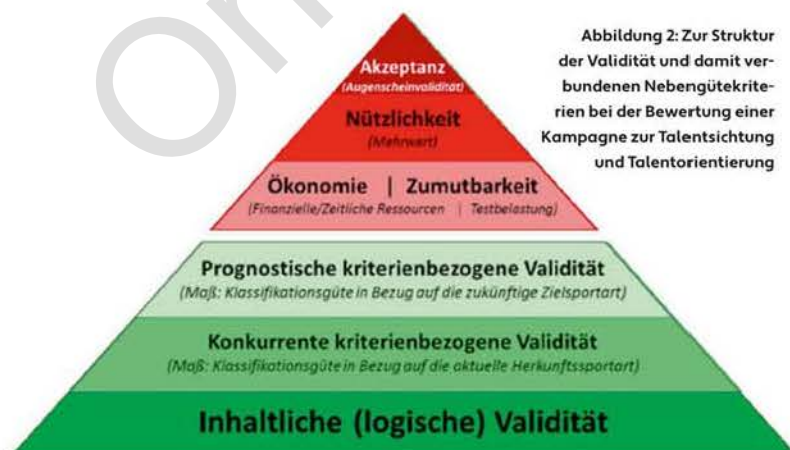 Abbildung 2: Zur Struktur
der Validität und damit ver-
bundenen Nebengütekrite-
rien bei der Bewertung einer
Kampagne zur Talentsichtung
und Talentorientierung
Akzeptanz
(Augenscheinvalidität)
Nützlichkeit
(Mehrwert)
Ökonomie | Zumutbarkeit
(Finanzielle/Zeitliche Ressourcen | Testbelastung)
Prognostische kriterienbezogene Validität
(Maß: Klassifikationsgüte in Bezug auf die zukünftige Zielsportart)
Konkurrente kriterienbezogene Validität
(Maß: Klassifikationsgüte in Bezug auf die aktuelle Herkunftssportart)
Inhaltliche (logische) Validität